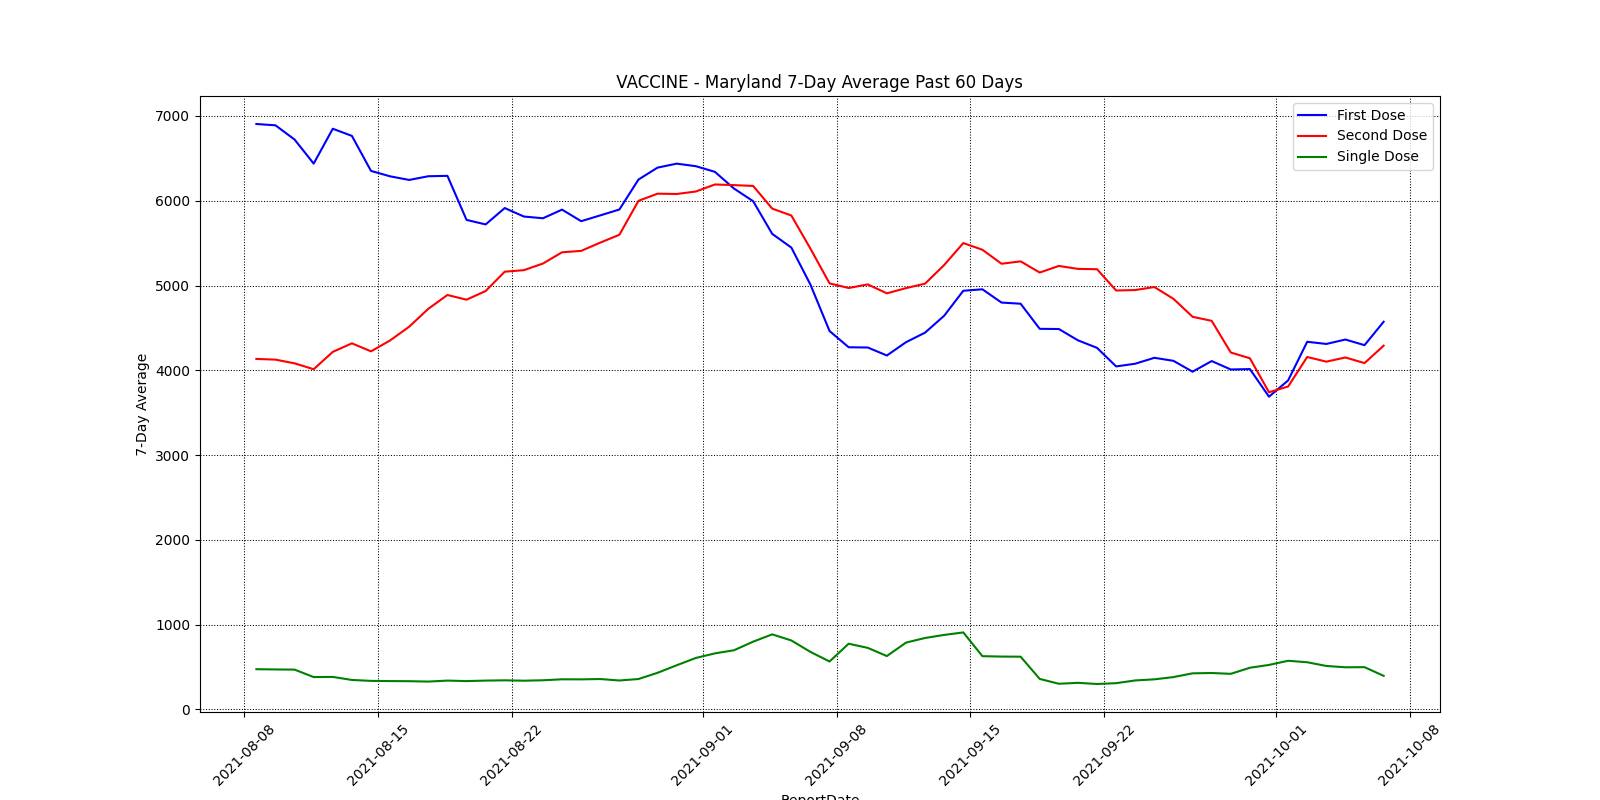 VACCINE - Maryland 7-Day Average Past 60 Days
First Dose
Second Dose
Single Dose
7-Day Average
7000
6000
5000
4000
3000
2000
1000
0
2021-08-08
2021-08-15
2021-08-22
2021-09-01
2021-09-08
2021-09-15
2021-09-22
2021-10-01
2021-10-08
ReportDate